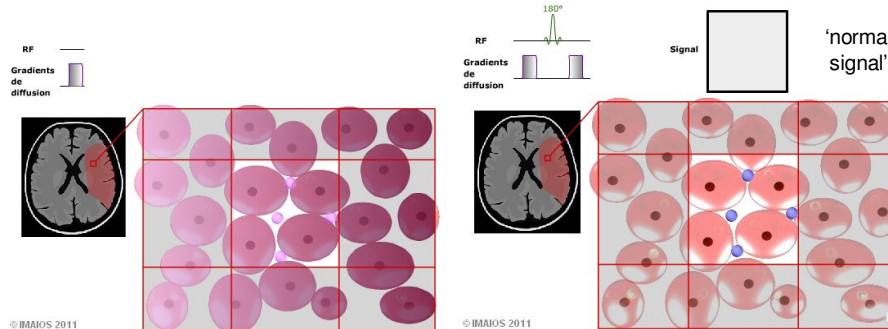 RF
Gradients
de
diffusion
© IMAIOS 2011
180°
RF
Gradients
de
diffusion
Signal
'norma
signal'
© IMAIOS 2011